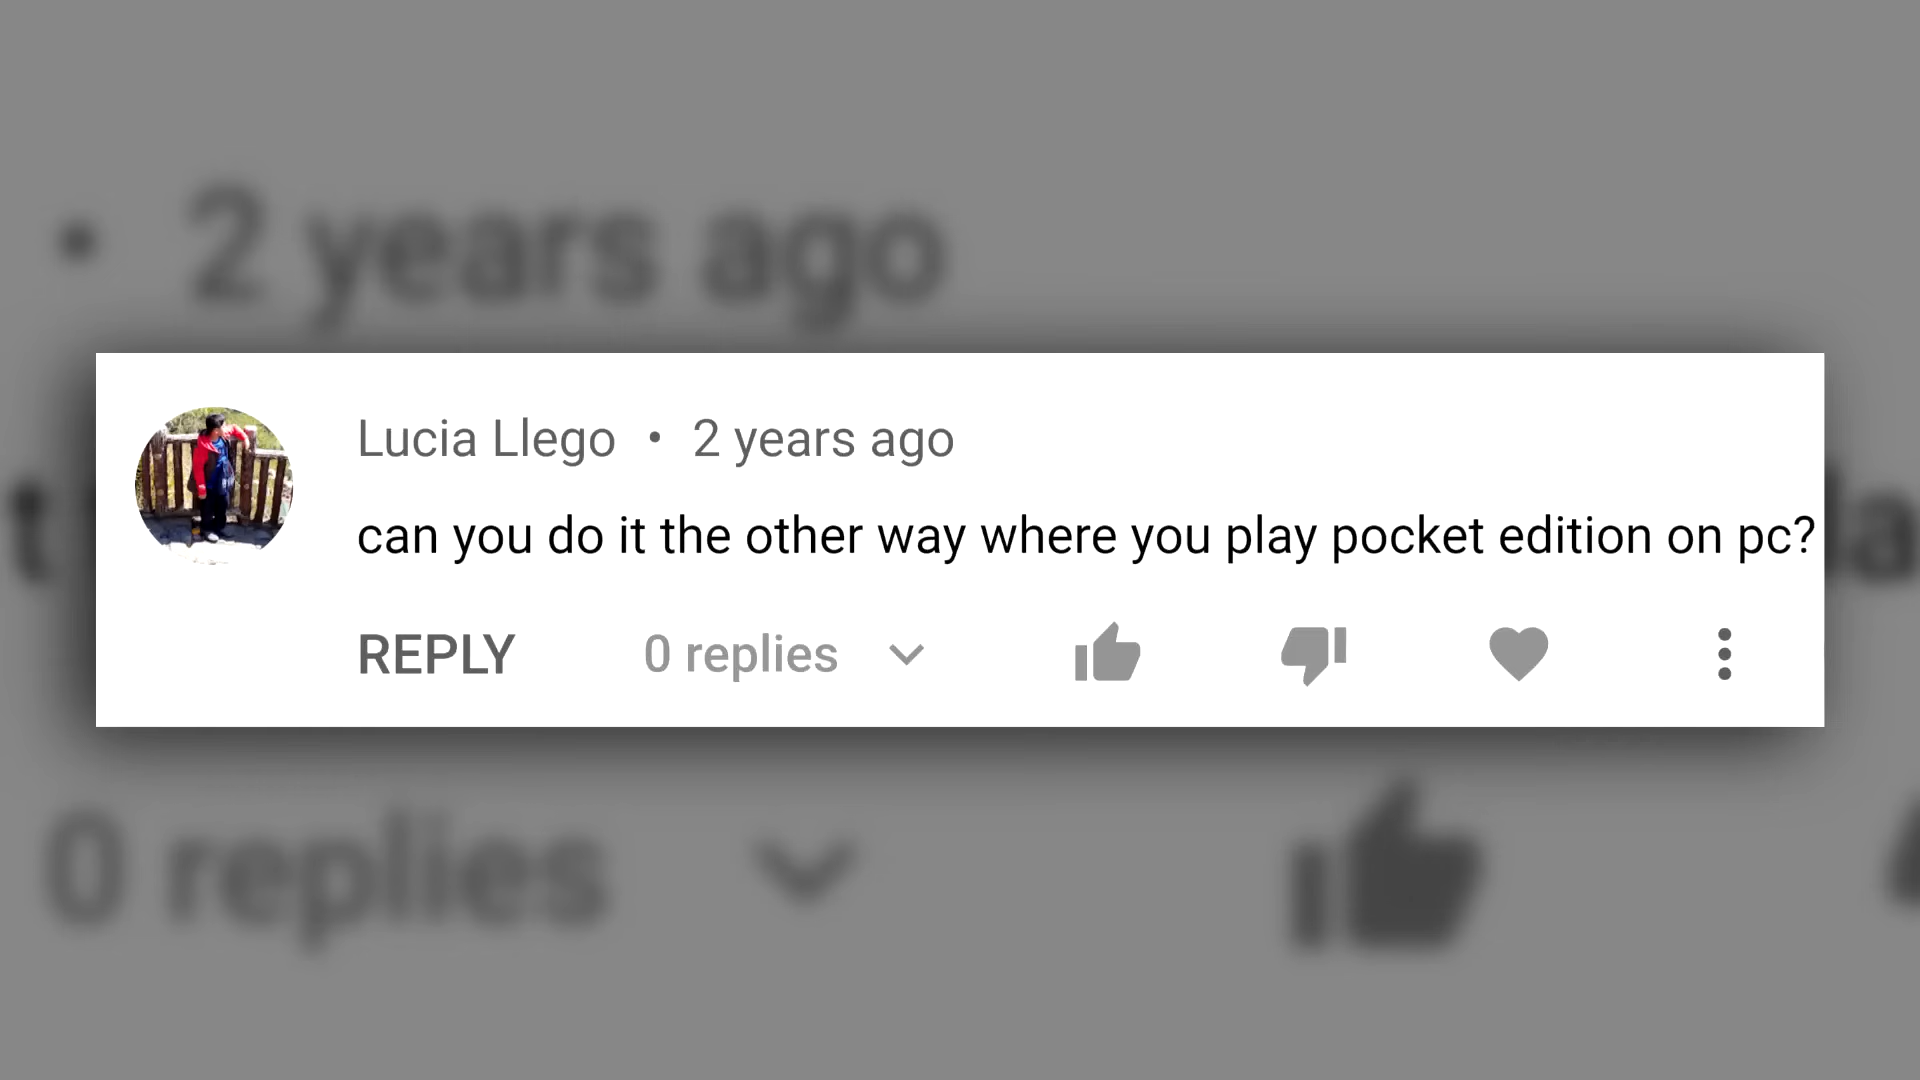 2 years ago
Lucia Llego • 2 years ago
can you do it the other way where you play pocket edition on pc?
REPLY 0 replies
0 replies